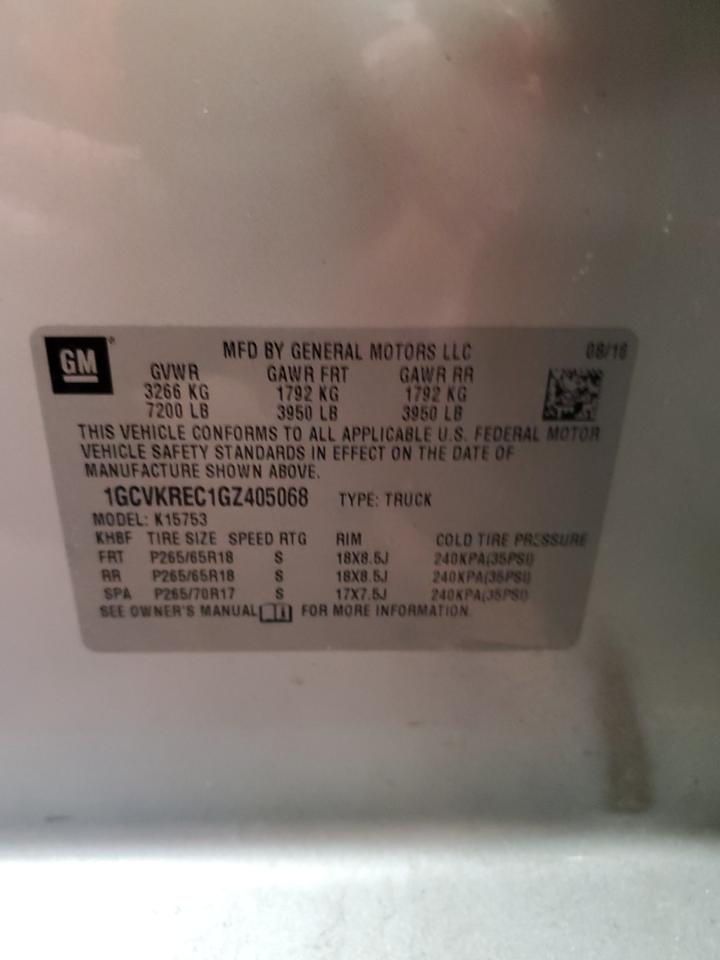 GM ®
MFD BY GENERAL MOTORS LLC 08/16
GVWR GAWR FRT GAWR RR
3266 KG 1792 KG 1792 KG
7200 LB 3950 LB 3950 LB
THIS VEHICLE CONFORMS TO ALL APPLICABLE U.S. FEDERAL MOTOR
VEHICLE SAFETY STANDARDS IN EFFECT ON THE DATE OF
MANUFACTURE SHOWN ABOVE.
1GCVKREC1GZ405068 TYPE: TRUCK
MODEL: K15753
KHBF TIRE SIZE SPEED RTG RIM COLD TIRE PRESSURE
FRT P265/65R18 S 18X8.5J 240KPA(35PSI)
RR P265/65R18 S 18X8.5J 240KPA(35PSI)
SPA P265/70R17 S 17X7.5J 240KPA(35PSI)
SEE OWNER'S MANUAL FOR MORE INFORMATION.